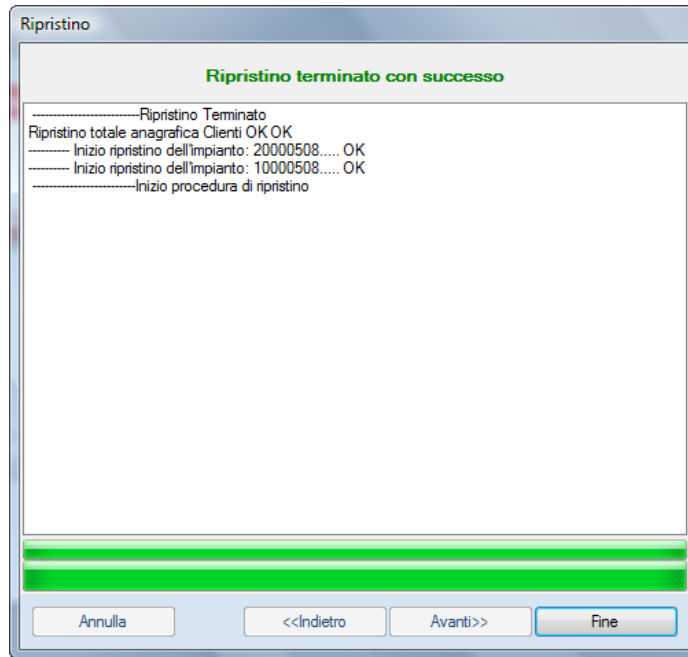 Ripristino
Ripristino terminato con successo
--------------------------Ripristino Terminato
Ripristino totale anagrafica Clienti OK OK
---------- Inizio ripristino dell'impianto: 20000508..... OK
---------- Inizio ripristino dell'impianto: 10000508..... OK
-------------------------Inizio procedura di ripristino
Annulla
<<Indietro
Avanti>>
Fine